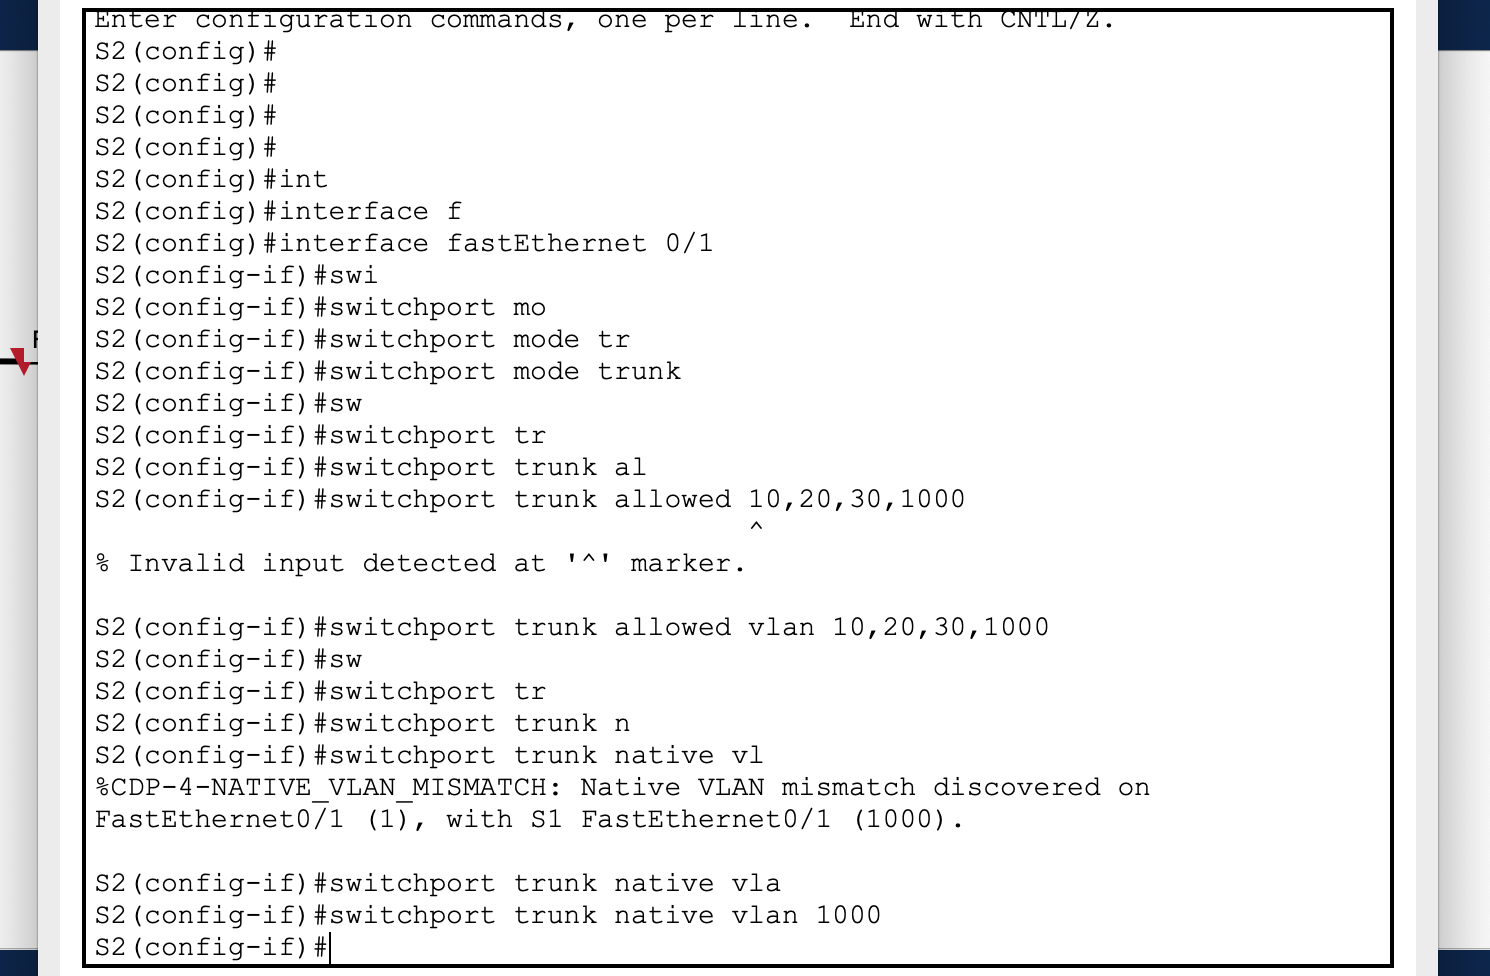 Enter configuration commands, one per line.  End with CNTL/Z.
S2(config)#
S2(config)#
S2(config)#
S2(config)#
S2(config)#int
S2(config)#interface f
S2(config)#interface fastEthernet 0/1
S2(config-if)#swi
S2(config-if)#switchport mo
S2(config-if)#switchport mode tr
S2(config-if)#switchport mode trunk
S2(config-if)#sw
S2(config-if)#switchport tr
S2(config-if)#switchport trunk al
S2(config-if)#switchport trunk allowed 10,20,30,1000
^
% Invalid input detected at '^' marker.
S2(config-if)#switchport trunk allowed vlan 10,20,30,1000
S2(config-if)#sw
S2(config-if)#switchport tr
S2(config-if)#switchport trunk n
S2(config-if)#switchport trunk native vl
%CDP-4-NATIVE_VLAN_MISMATCH: Native VLAN mismatch discovered on
FastEthernet0/1 (1), with S1 FastEthernet0/1 (1000).
S2(config-if)#switchport trunk native vla
S2(config-if)#switchport trunk native vlan 1000
S2(config-if)#